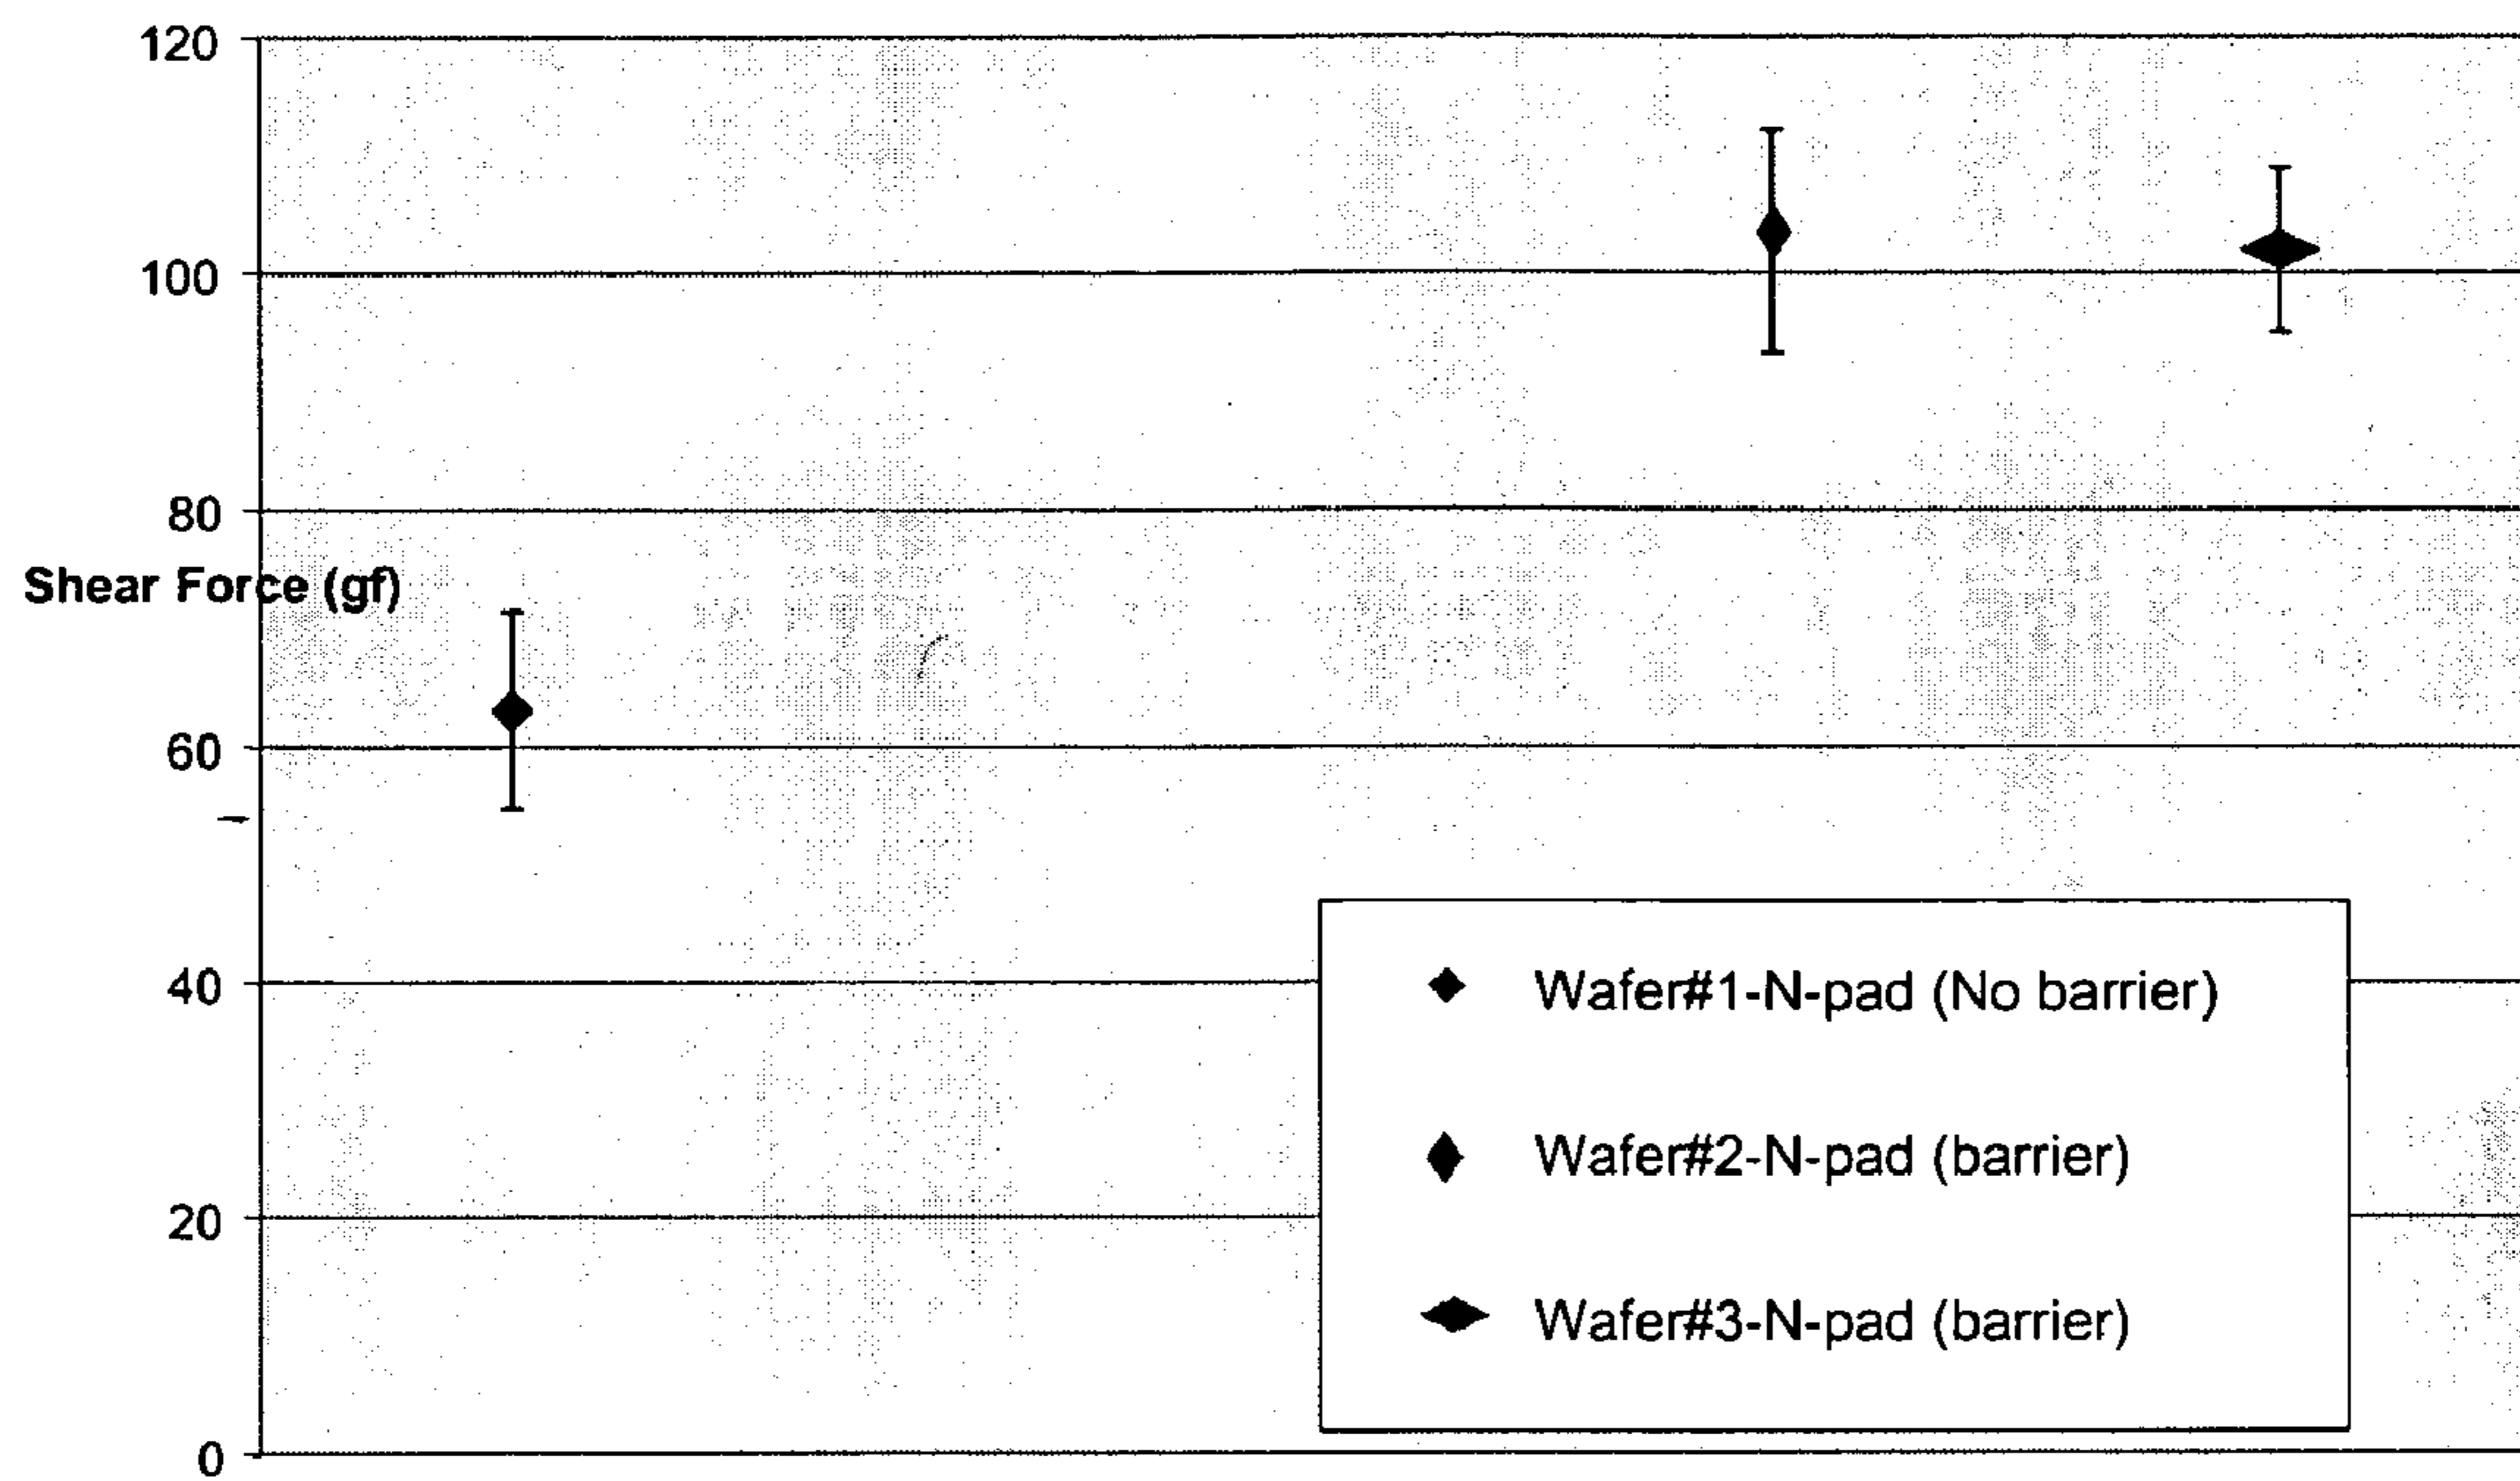 120
100
80
Shear Force (gf)
60
40
20
0
Wafer#1-N-pad (No barrier)
Wafer#2-N-pad (barrier)
Wafer#3-N-pad (barrier)